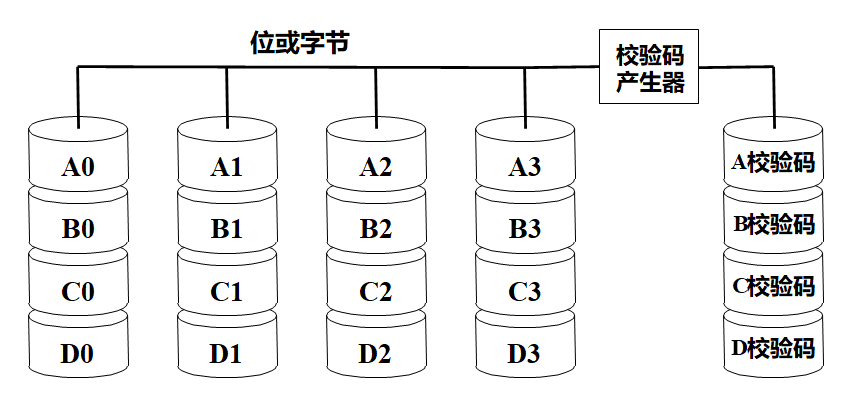 位或字节
校验码
产生器
A0 A1 A2 A3 A校验码
B0 B1 B2 B3 B校验码
C0 C1 C2 C3 C校验码
D0 D1 D2 D3 D校验码